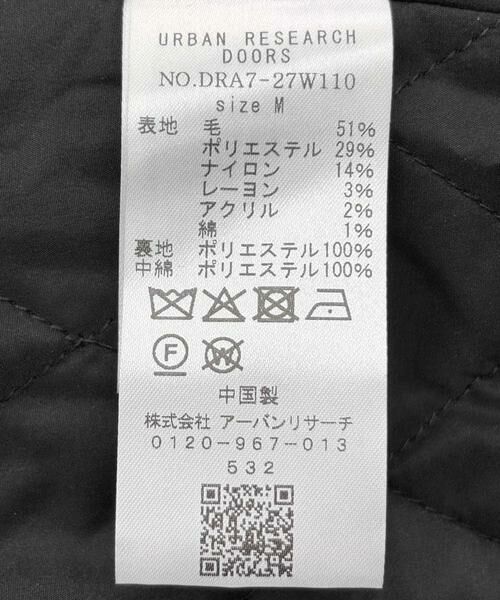 URBAN RESEARCH
DOORS
NO.DRA7-27W110
size M
表地 毛 51%
ポリエステル 29%
ナイロン 14%
レーヨン 3%
アクリル 2%
綿 1%
裏地 ポリエステル100%
中綿 ポリエステル100%
F W
中国製
株式会社 アーバンリサーチ
0120-967-013
532